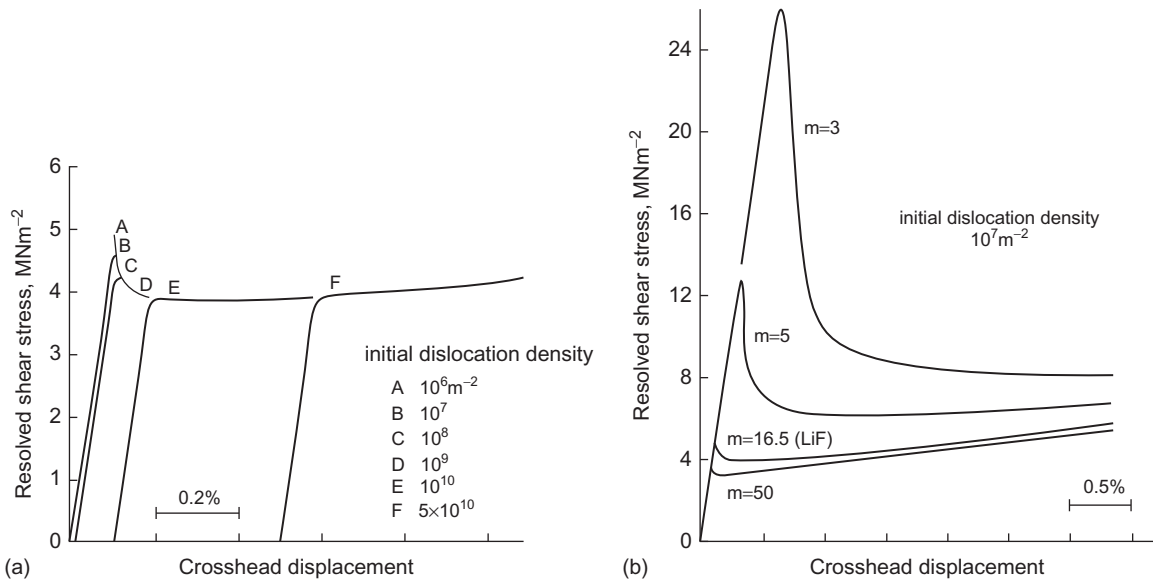 6
5
4
3
2
1
0
Resolved shear stress, MNm⁻²
A
B
C
D
E
F
initial dislocation density
A 10⁶m⁻²
B 10⁷
C 10⁸
D 10⁹
E 10¹⁰
F 5×10¹⁰
0.2%
(a)
Crosshead displacement
24
20
16
12
8
4
0
Resolved shear stress, MNm⁻²
m=3
initial dislocation density
10⁷m⁻²
m=5
m=16.5 (LiF)
m=50
0.5%
(b)
Crosshead displacement